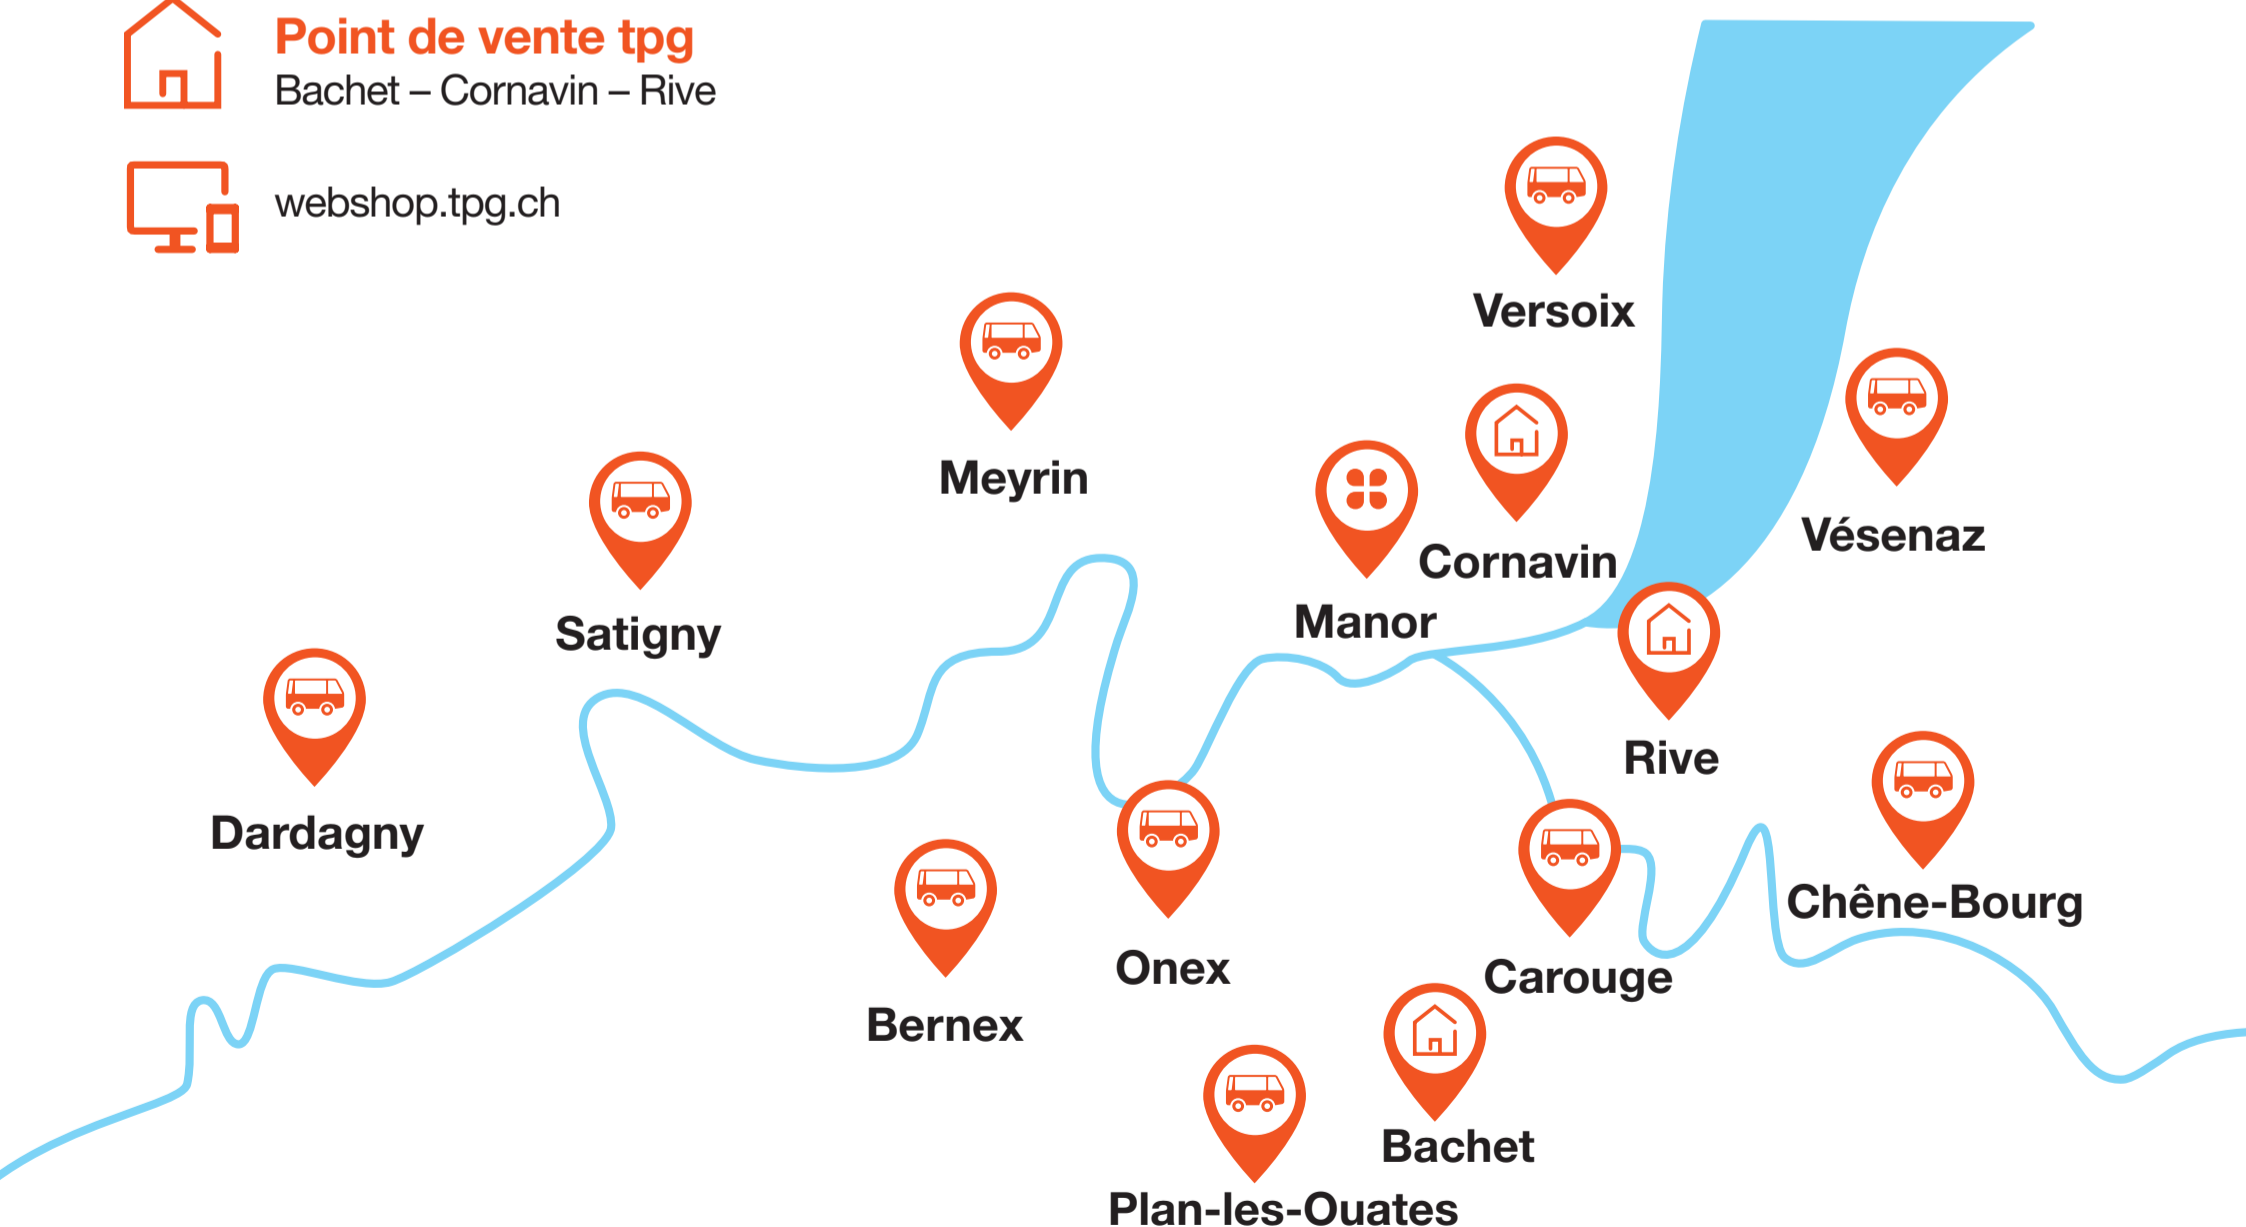 Point de vente tpg
Bachet – Cornavin – Rive
webshop.tpg.ch
Versoix
Meyrin
Vésenaz
Cornavin
Manor
Satigny
Rive
Dardagny
Chêne-Bourg
Onex
Carouge
Bernex
Bachet
Plan-les-Ouates